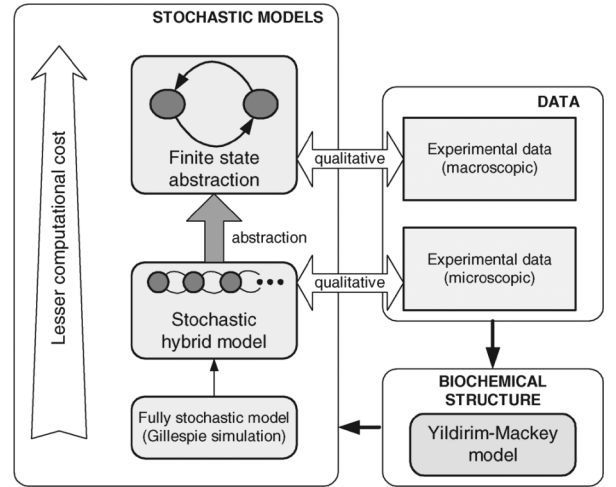 STOCHASTIC MODELS
Lesser computational cost
Finite state
abstraction
abstraction
Stochastic
hybrid model
Fully stochastic model
(Gillespie simulation)
qualitative
qualitative
DATA
Experimental data
(macroscopic)
Experimental data
(microscopic)
BIOCHEMICAL
STRUCTURE
Yildirim-Mackey
model